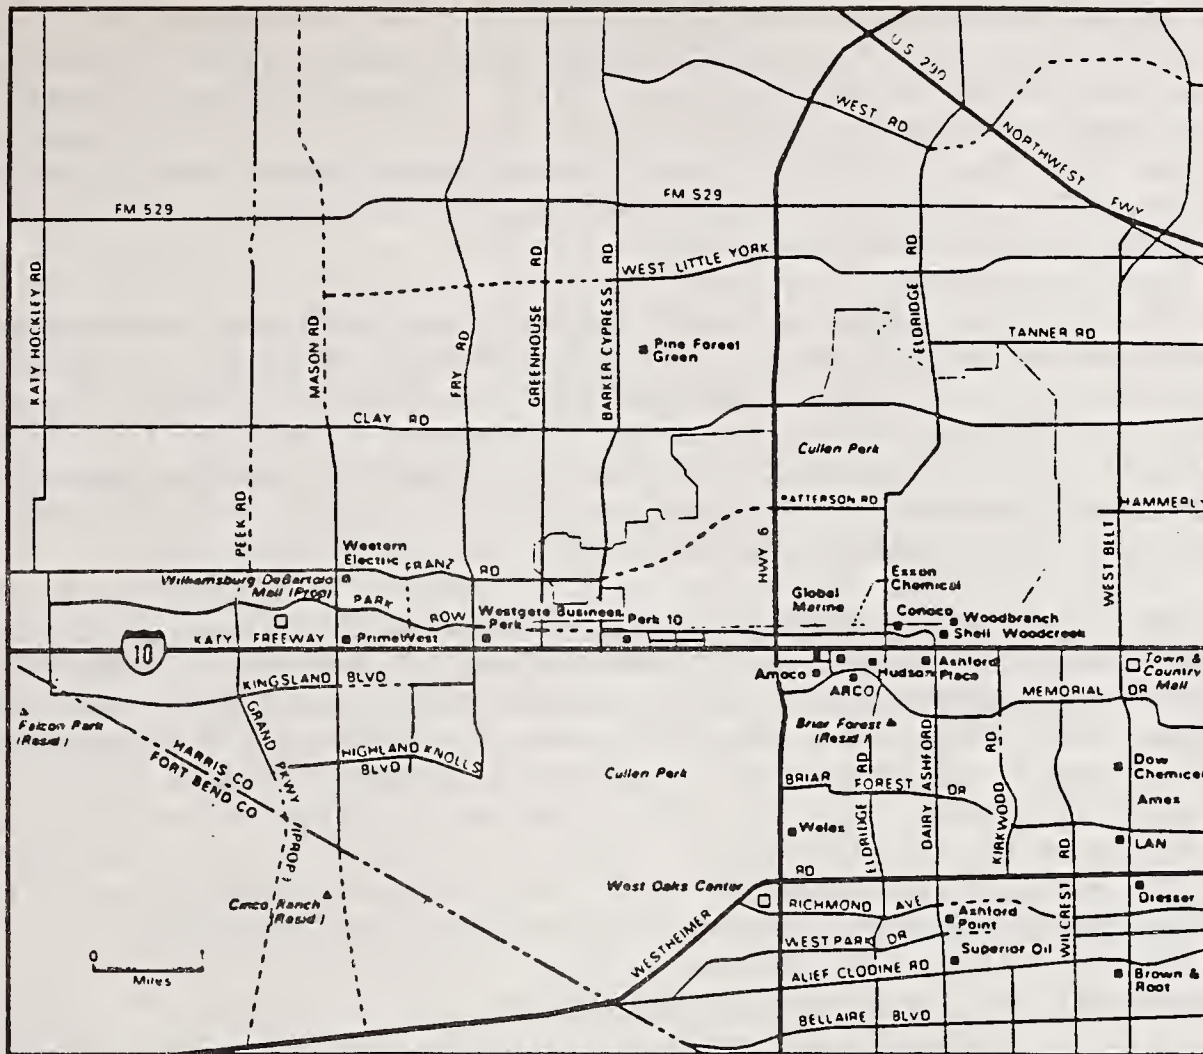 U.S. 290
WEST RD
NORTHWEST
FWY
FM 529
FM 529
KATY HOCKLEY RD
MASON RD
FRY RD
GREENHOUSE RD
BARKER CYPRESS RD
WEST LITTLE YORK
ELDRIDGE RD
TANNER RD
Pine Forest
Green
CLAY RD
Cullen Park
PEEK RD
PATTERSON RD
HAMMERLY
HWY 6
WEST BELT
Western
Electric
FRANZ RD
Williamsburg DeBartolo
Mall (Prop)
PARK ROW
Westgate Business
Park
Park 10
Global
Marine
Exxon
Chemical
Conoco
Woodbranch
Shell Woodcreek
KATY FREEWAY
PrimeWest
10
Amoco
ARCO
Hudson
Ashford
Place
Town &
Country
Mall
KINGSLAND BLVD
MEMORIAL DR
Falcon Park
(Resid)
GRAND PKWY (PROP)
HIGHLAND KNOLLS
BLVD
HARRIS CO
FORT BEND CO
Cullen Park
Briar Forest
(Resid)
BRIAR FOREST DR
ELDRIDGE RD
DAIRY ASHFORD
KIRKWOOD RD
Dow
Chemical
Amex
Welex
LAN
RD
WILCREST RD
Cinco Ranch
(Resid)
West Oaks Center
WESTHEIMER
RICHMOND AVE
Ashford
Point
Dresser
WEST PARK DR
Superior Oil
ALIEF CLODINE RD
Brown &
Root
BELLAIRE BLVD
0 1
Miles